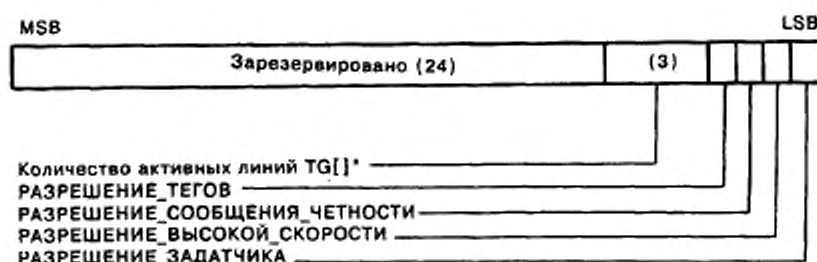 MSB LSB
Зарезервировано (24) (3)
Количество активных линий TG[]*
РАЗРЕШЕНИЕ_ТЕГОВ
РАЗРЕШЕНИЕ_СООБЩЕНИЯ_ЧЕТНОСТИ
РАЗРЕШЕНИЕ_ВЫСОКОЙ_СКОРОСТИ
РАЗРЕШЕНИЕ_ЗАДАТЧИКА